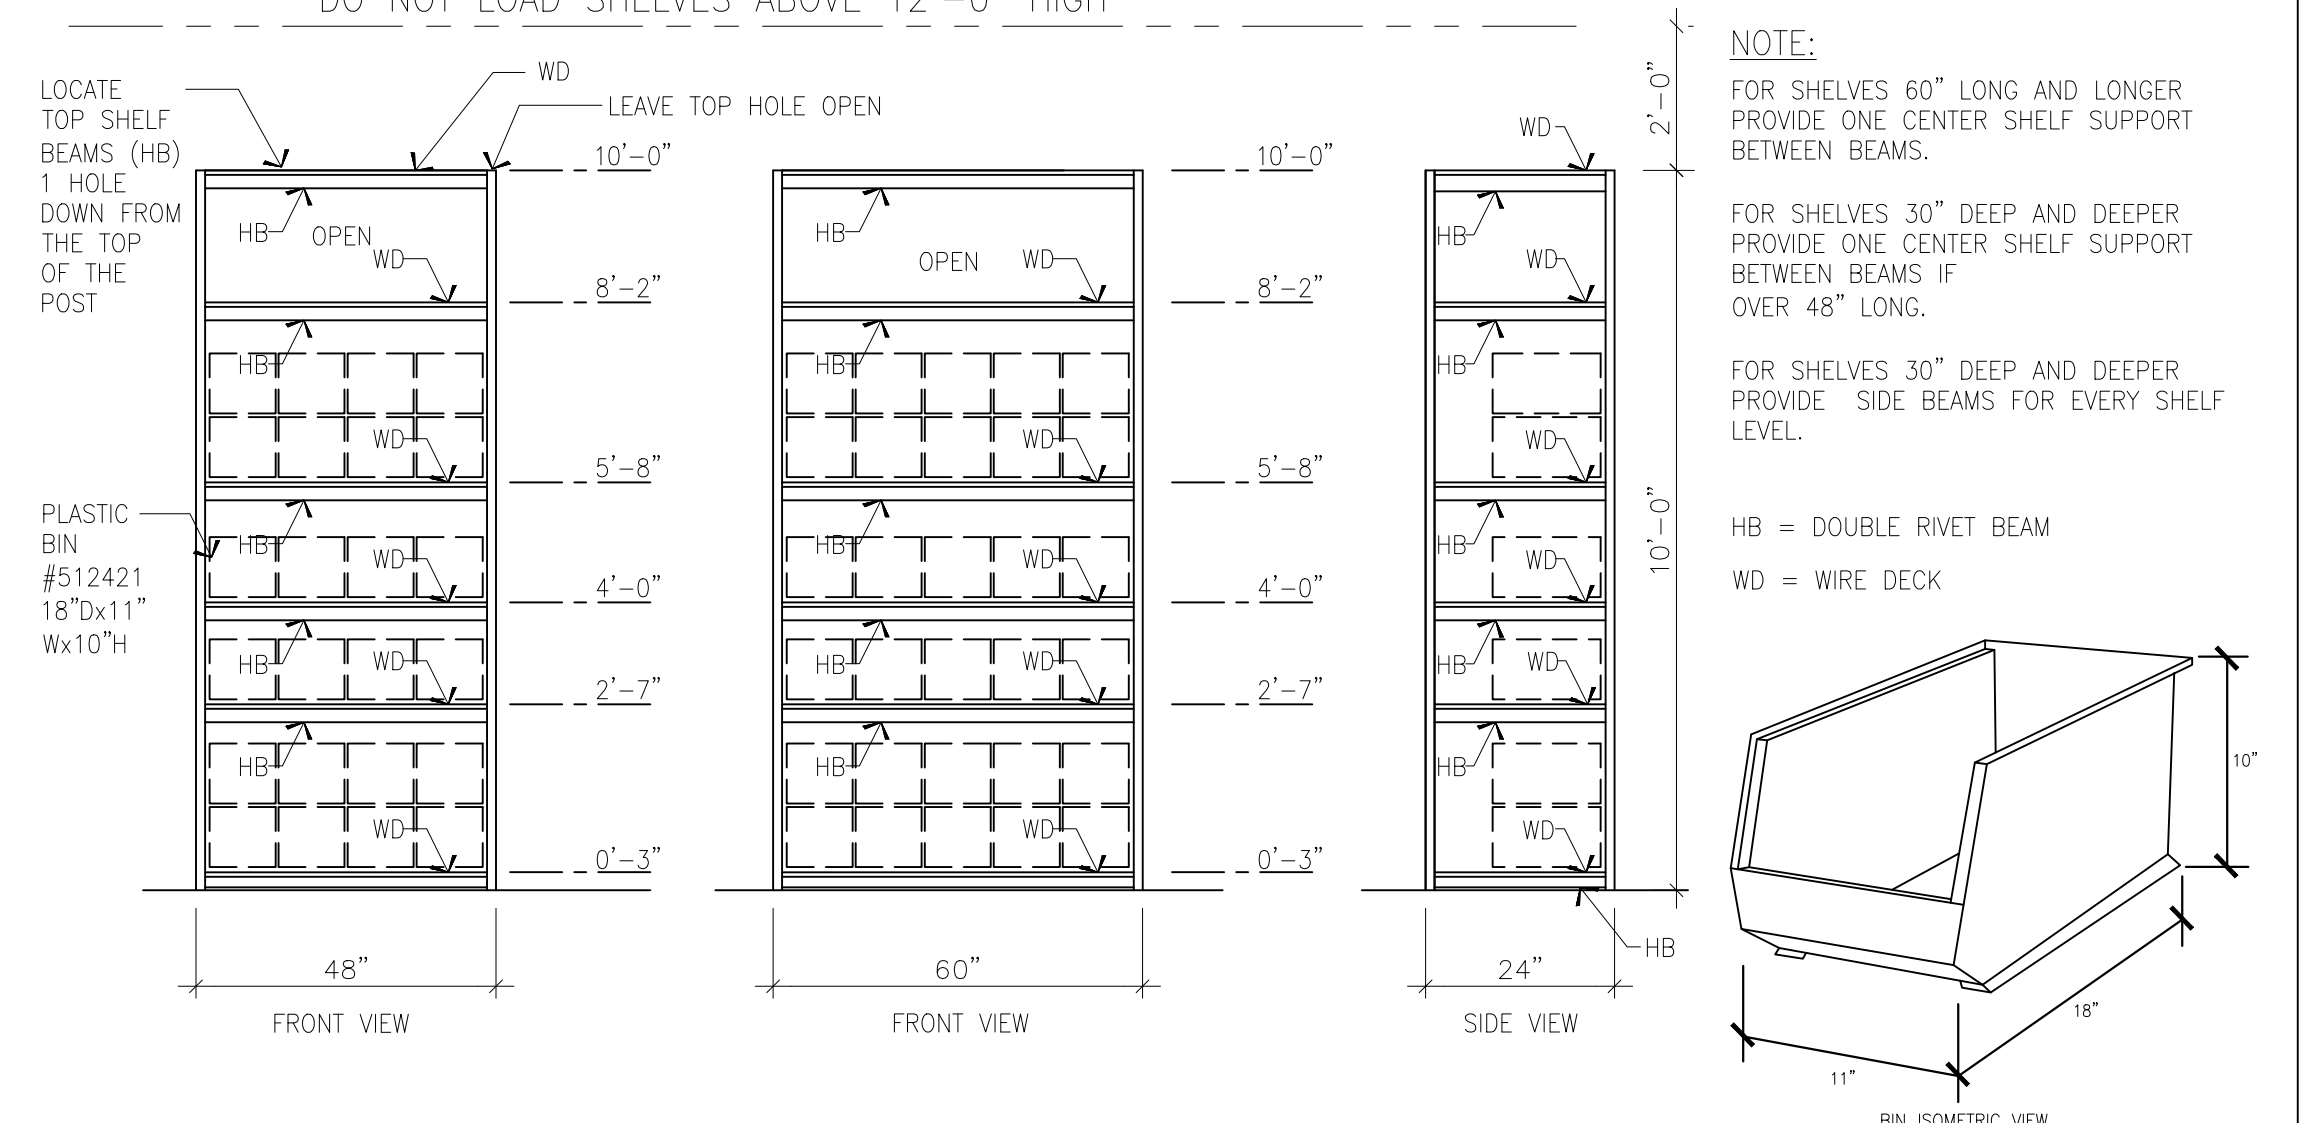 DO NOT LOAD SHELVES ABOVE 12'-0" HIGH
LOCATE
TOP SHELF
BEAMS (HB)
1 HOLE
DOWN FROM
THE TOP
OF THE
POST
WD
LEAVE TOP HOLE OPEN
10'-0"
HB
OPEN
WD
8'-2"
HB
WD
5'-8"
PLASTIC
BIN
#512421
18"Dx11"
Wx10"H
HB
WD
4'-0"
HB
WD
2'-7"
HB
WD
0'-3"
48"
FRONT VIEW
10'-0"
HB
OPEN
WD
8'-2"
HB
WD
5'-8"
HB
WD
4'-0"
HB
WD
2'-7"
HB
WD
0'-3"
60"
FRONT VIEW
2'-0"
WD
HB
WD
HB
WD
10'-0"
HB
WD
HB
WD
HB
WD
HB
24"
SIDE VIEW
NOTE:
FOR SHELVES 60" LONG AND LONGER
PROVIDE ONE CENTER SHELF SUPPORT
BETWEEN BEAMS.
FOR SHELVES 30" DEEP AND DEEPER
PROVIDE ONE CENTER SHELF SUPPORT
BETWEEN BEAMS IF
OVER 48" LONG.
FOR SHELVES 30" DEEP AND DEEPER
PROVIDE SIDE BEAMS FOR EVERY SHELF
LEVEL.
HB = DOUBLE RIVET BEAM
WD = WIRE DECK
10"
18"
11"
BIN ISOMETRIC VIEW